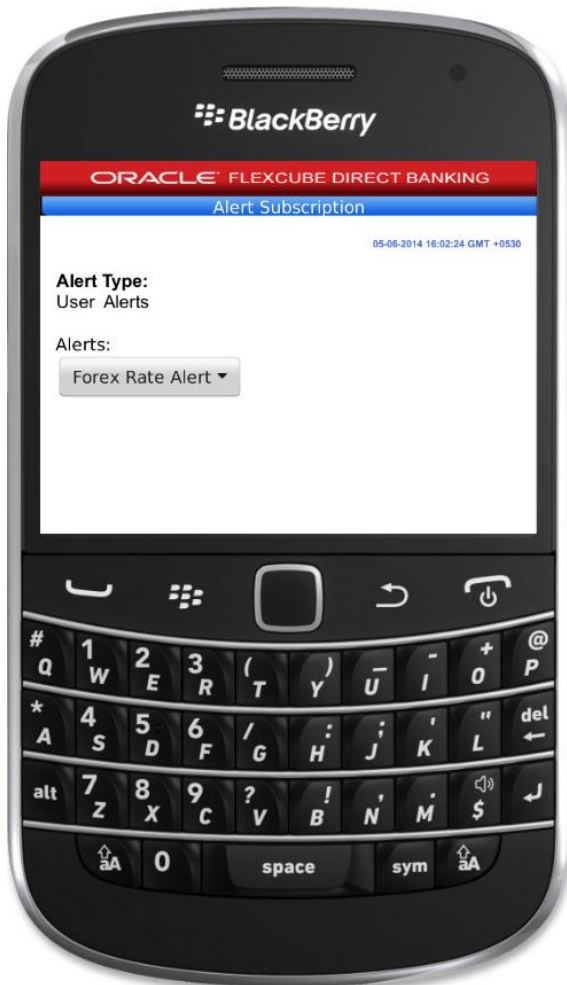 BlackBerry
ORACLE FLEXCUBE DIRECT BANKING
Alert Subscription
05-06-2014 16:02:24 GMT +0530
Alert Type:
User Alerts
Alerts:
Forex Rate Alert
# 1 2 3 ( ) _ - + @
Q W E R T Y U I O P
* 4 5 6 / : ; ' " del
A S D F G H J K L
alt 7 8 9 ? ! , .
Z X C V B N M $
aA 0 space sym aA